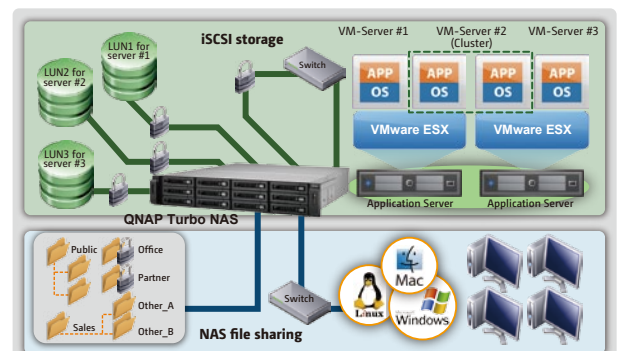 iSCSI storage
LUN1 for
server #1
LUN2 for
server #2
LUN3 for
server #3
Switch
VM-Server #1
VM-Server #2
(Cluster)
VM-Server #3
APP
OS
APP
OS
APP
OS
APP
OS
VMware ESX
VMware ESX
Application Server
Application Server
QNAP Turbo NAS
Public
Office
Partner
Other_A
Sales
Other_B
NAS file sharing
Switch
Linux
Mac
Windows